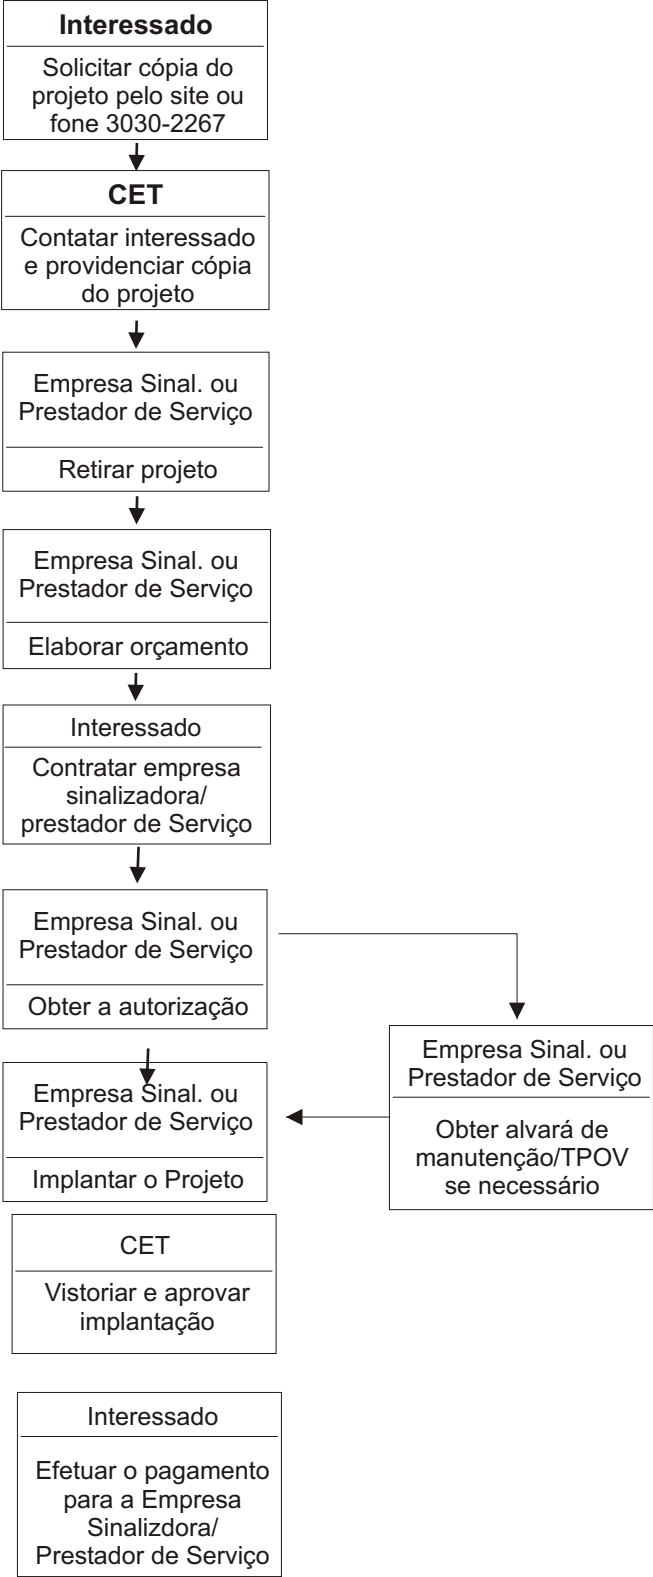 Interessado
Solicitar cópia do
projeto pelo site ou
fone 3030-2267
CET
Contatar interessado
e providenciar cópia
do projeto
Empresa Sinal. ou
Prestador de Serviço
Retirar projeto
Empresa Sinal. ou
Prestador de Serviço
Elaborar orçamento
Interessado
Contratar empresa
sinalizadora/
prestador de Serviço
Empresa Sinal. ou
Prestador de Serviço
Obter a autorização
Empresa Sinal. ou
Prestador de Serviço
Obter alvará de
manutenção/TPOV
se necessário
Empresa Sinal. ou
Prestador de Serviço
Implantar o Projeto
CET
Vistoriar e aprovar
implantação
Interessado
Efetuar o pagamento
para a Empresa
Sinalizdora/
Prestador de Serviço